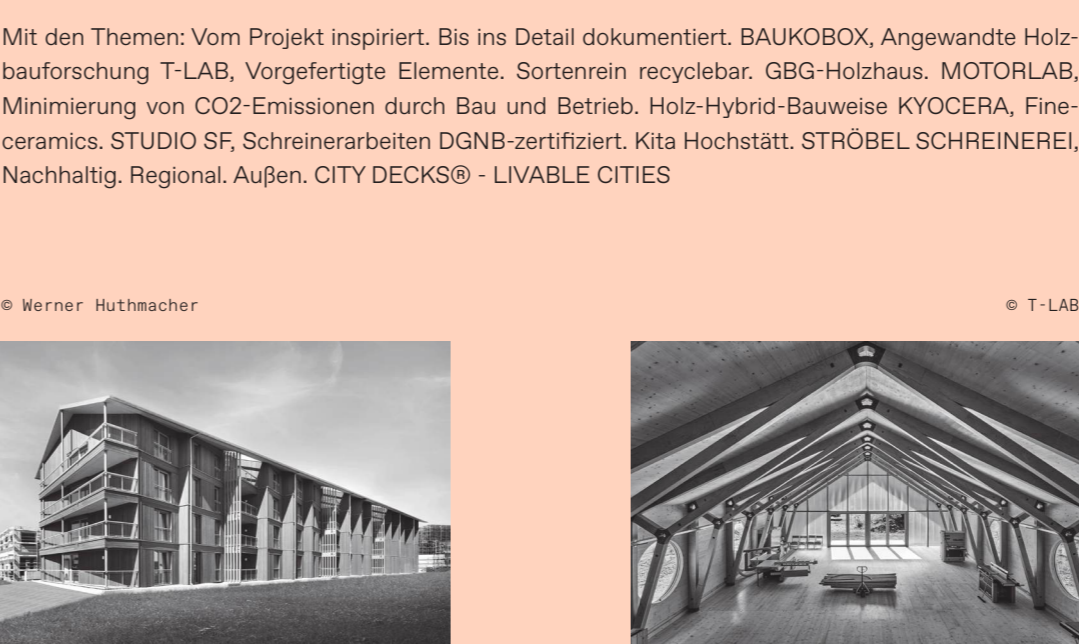 Mit den Themen: Vom Projekt inspiriert. Bis ins Detail dokumentiert. BAUKOBOX, Angewandte Holz-
bauforschung T-LAB, Vorgefertigte Elemente. Sortenrein recyclebar. GBG-Holzhaus. MOTORLAB,
Minimierung von CO2-Emissionen durch Bau und Betrieb. Holz-Hybrid-Bauweise KYOCERA, Fine-
ceramics. STUDIO SF, Schreinerarbeiten DGNB-zertifiziert. Kita Hochstätt. STRÖBEL SCHREINEREI,
Nachhaltig. Regional. Außen. CITY DECKS® - LIVABLE CITIES
© Werner Huthmacher
© T-LAB